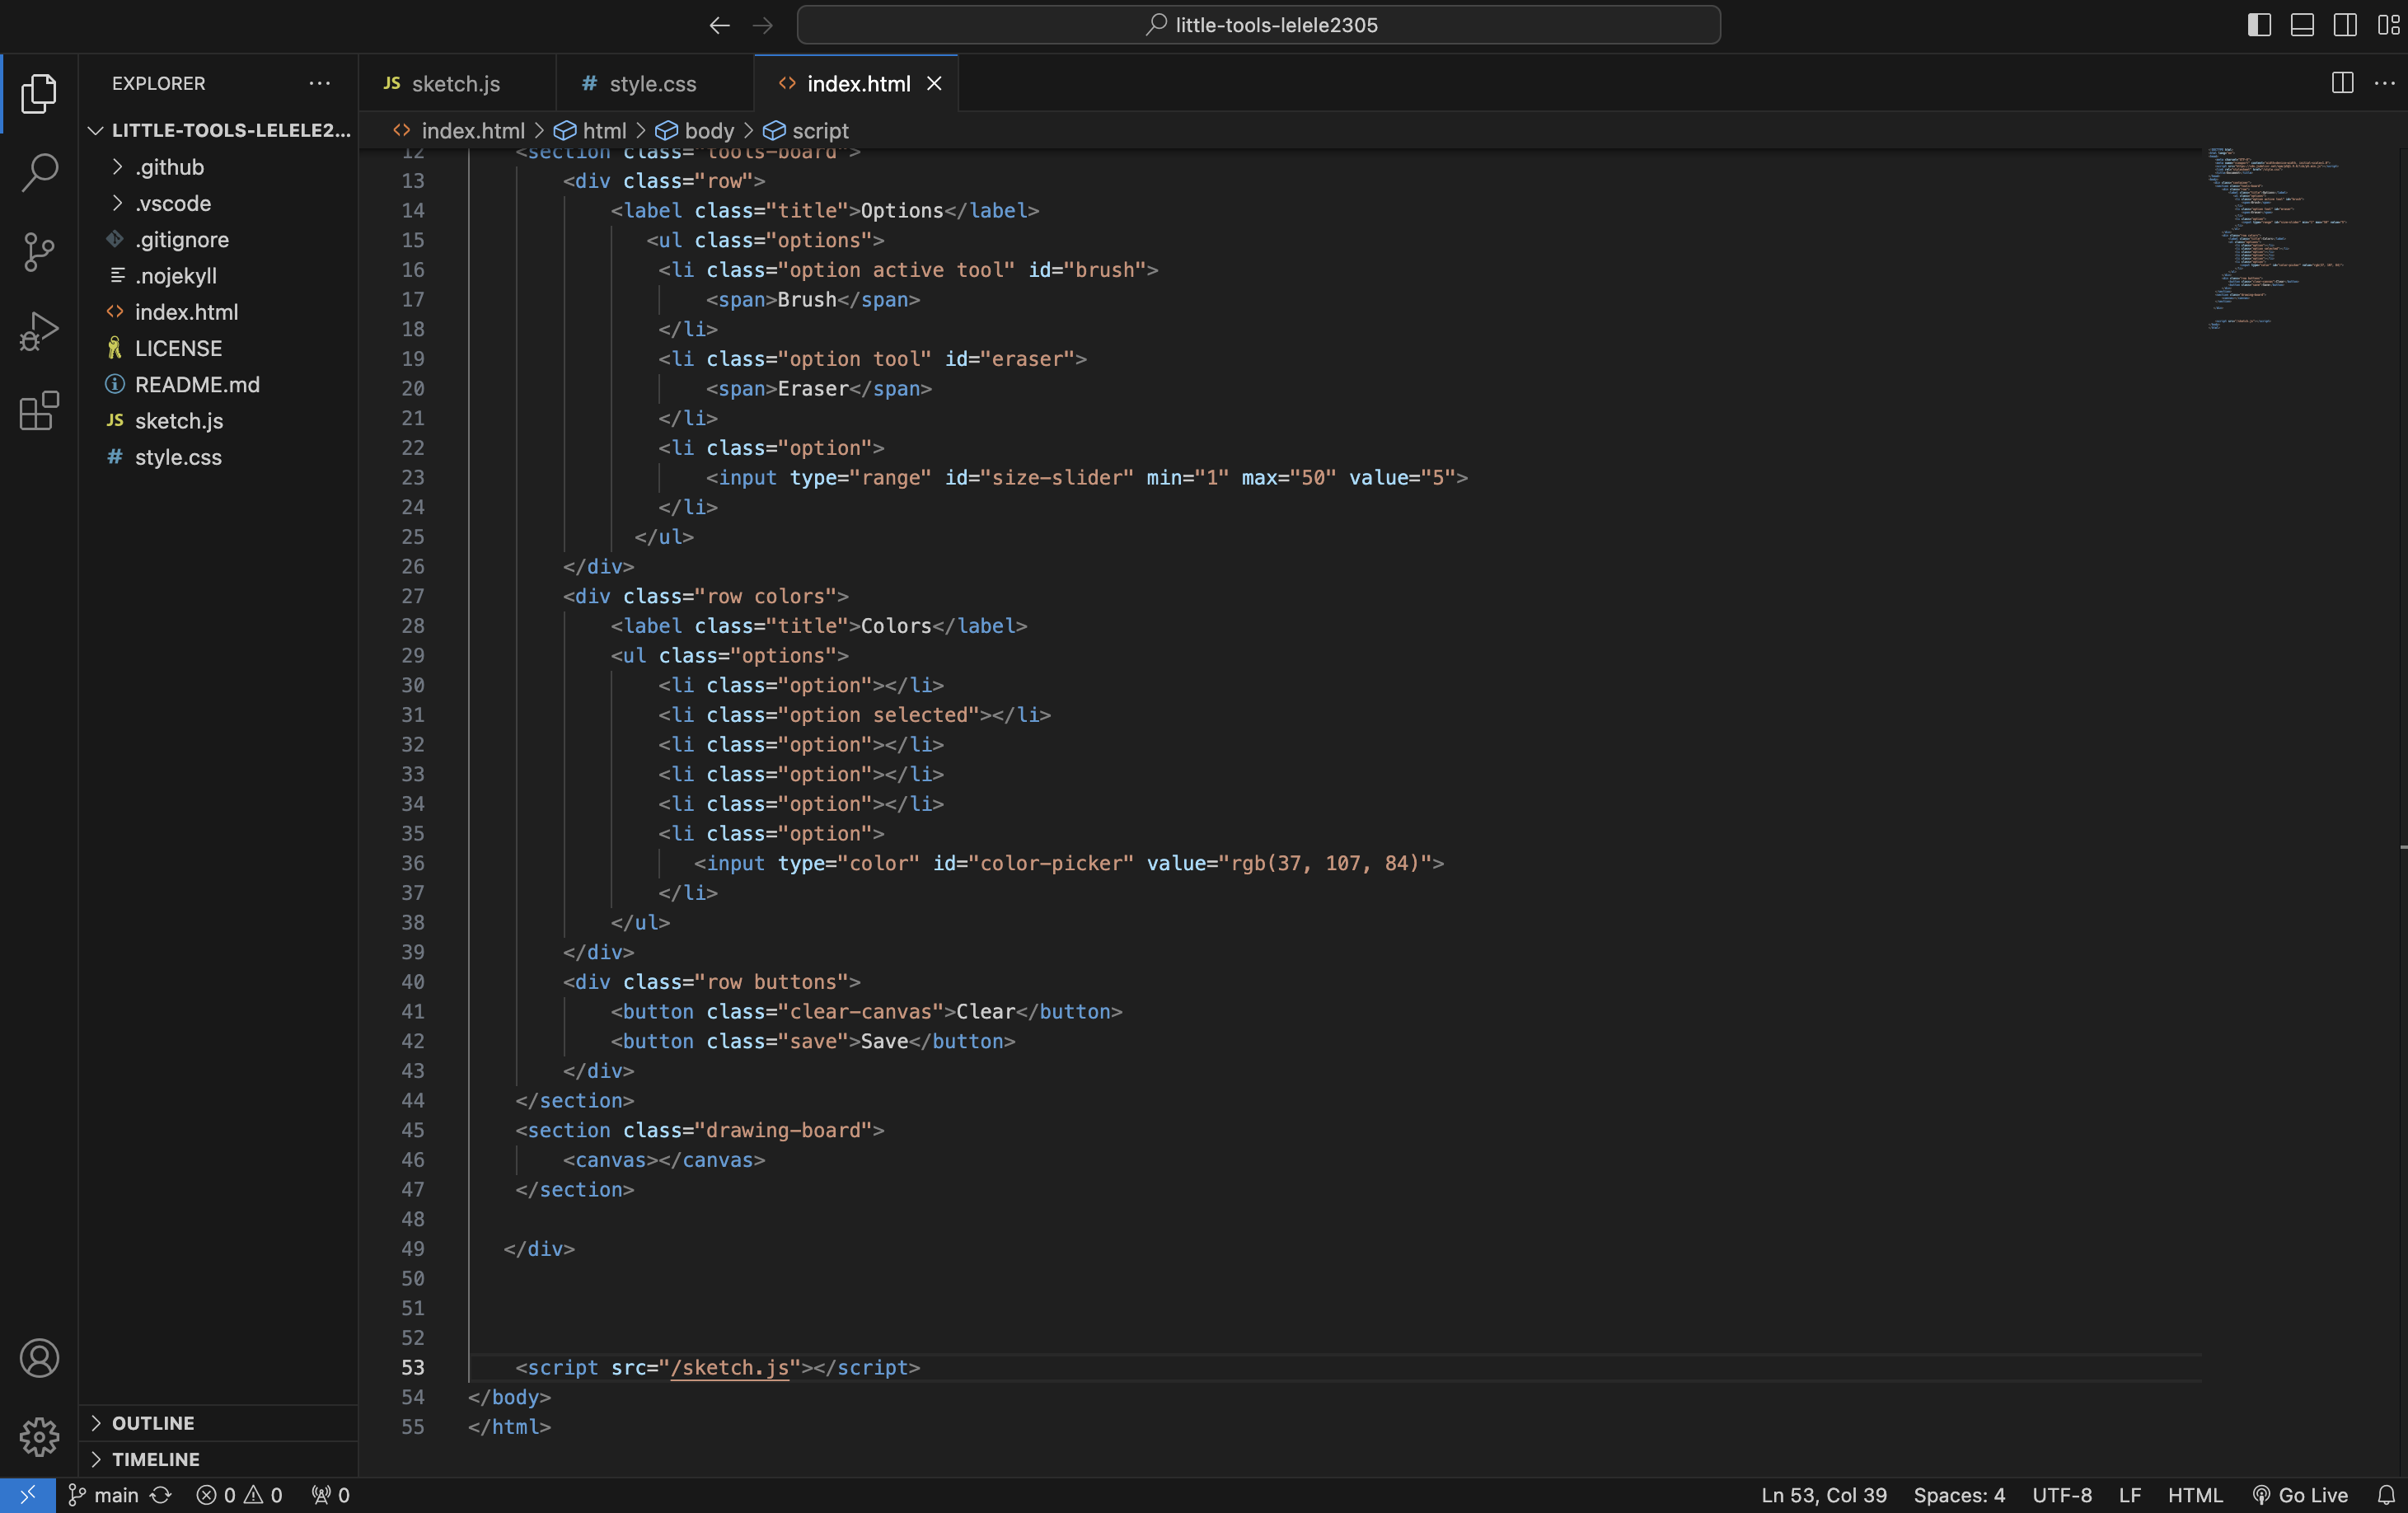 little-tools-lelele2305
EXPLORER
LITTLE-TOOLS-LELELE2...
.github
.vscode
.gitignore
.nojekyll
index.html
LICENSE
README.md
JS sketch.js
# style.css
OUTLINE
TIMELINE
JS sketch.js # style.css <> index.html
<> index.html > html > body > script
12 <section class="tools-board">
13 <div class="row">
14 <label class="title">Options</label>
15 <ul class="options">
16 <li class="option active tool" id="brush">
17 <span>Brush</span>
18 </li>
19 <li class="option tool" id="eraser">
20 <span>Eraser</span>
21 </li>
22 <li class="option">
23 <input type="range" id="size-slider" min="1" max="50" value="5">
24 </li>
25 </ul>
26 </div>
27 <div class="row colors">
28 <label class="title">Colors</label>
29 <ul class="options">
30 <li class="option"></li>
31 <li class="option selected"></li>
32 <li class="option"></li>
33 <li class="option"></li>
34 <li class="option"></li>
35 <li class="option">
36 <input type="color" id="color-picker" value="rgb(37, 107, 84)">
37 </li>
38 </ul>
39 </div>
40 <div class="row buttons">
41 <button class="clear-canvas">Clear</button>
42 <button class="save">Save</button>
43 </div>
44 </section>
45 <section class="drawing-board">
46 <canvas></canvas>
47 </section>
48
49 </div>
50
51
52
53 <script src="/sketch.js"></script>
54 </body>
55 </html>
main 0 0 0 Ln 53, Col 39 Spaces: 4 UTF-8 LF HTML Go Live